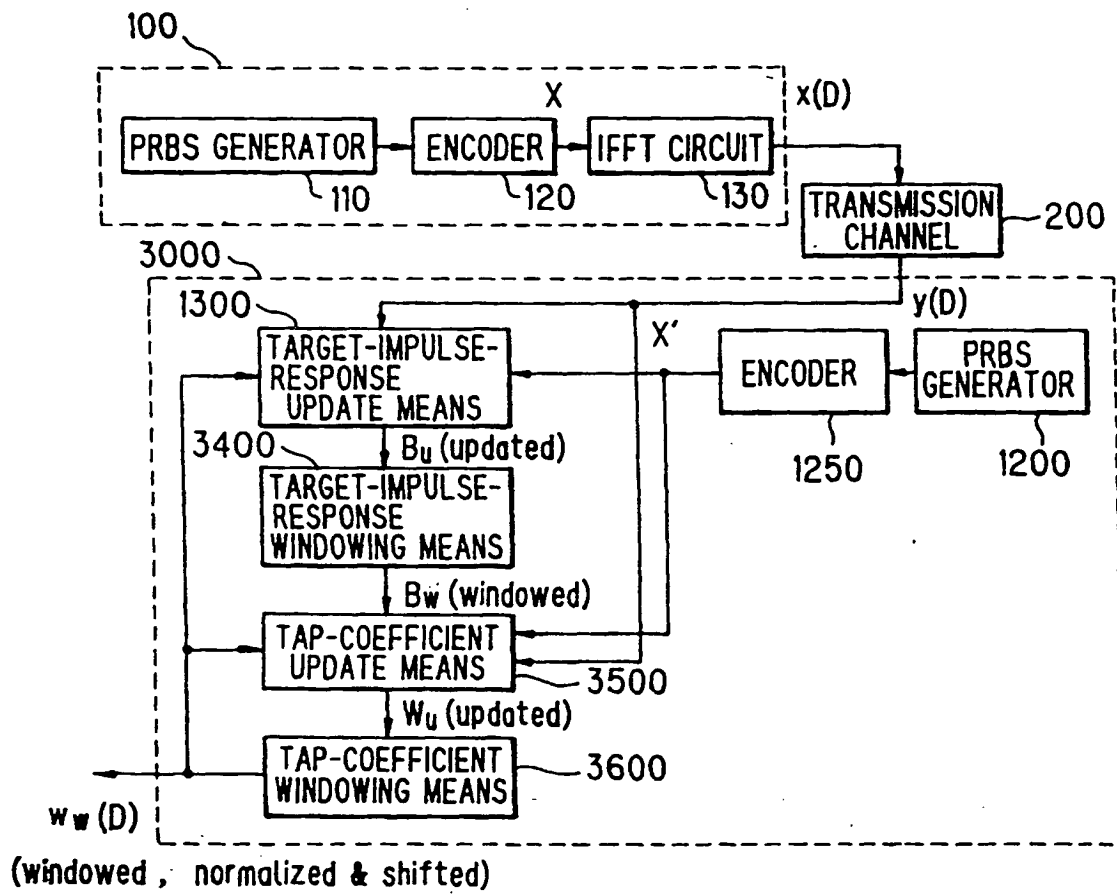 100
X
x(D)
PRBS GENERATOR
ENCODER
IFFT CIRCUIT
110
120
130
TRANSMISSION
CHANNEL
200
3000
1300
y(D)
X'
TARGET-IMPULSE-
RESPONSE
UPDATE MEANS
ENCODER
PRBS
GENERATOR
1250
1200
3400
Bu (updated)
TARGET-IMPULSE-
RESPONSE
WINDOWING MEANS
Bw (windowed)
TAP-COEFFICIENT
UPDATE MEANS
3500
Wu (updated)
TAP-COEFFICIENT
WINDOWING MEANS
3600
ww (D)
(windowed , normalized & shifted)